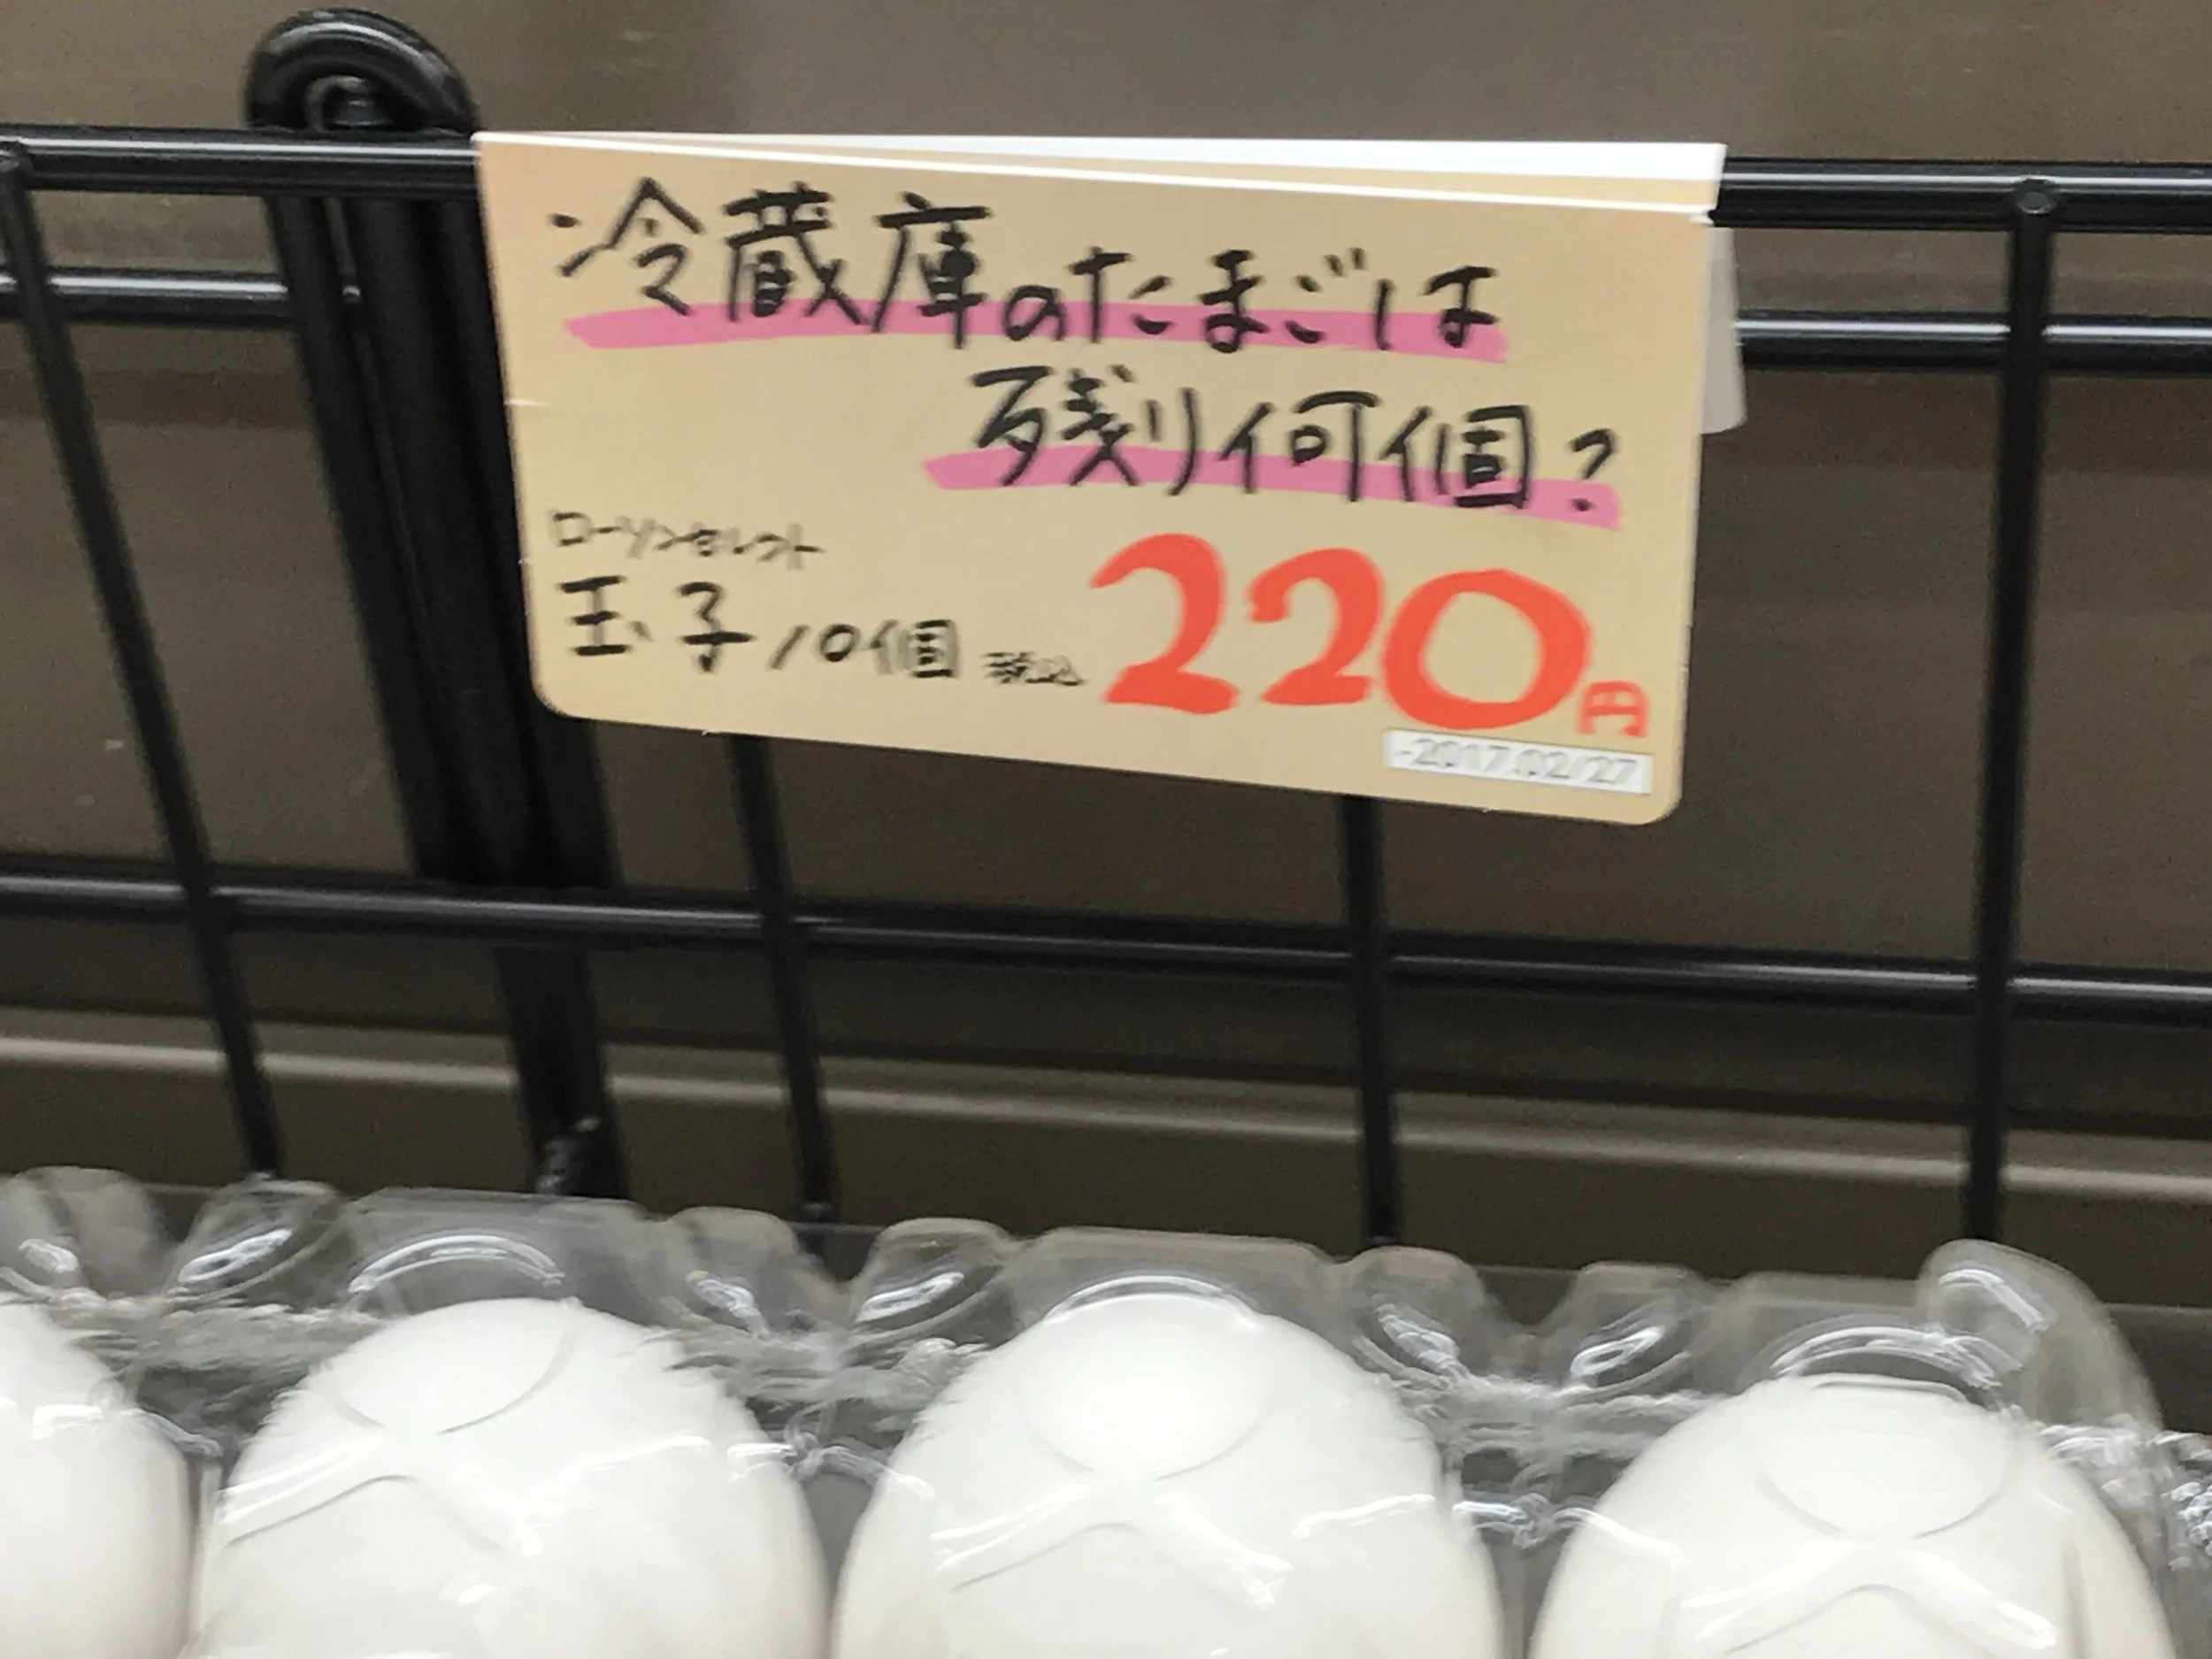 冷蔵庫のたまごは
残り何個?
ローソンセレクト
玉子10個 税込 220円
-2017.02/27